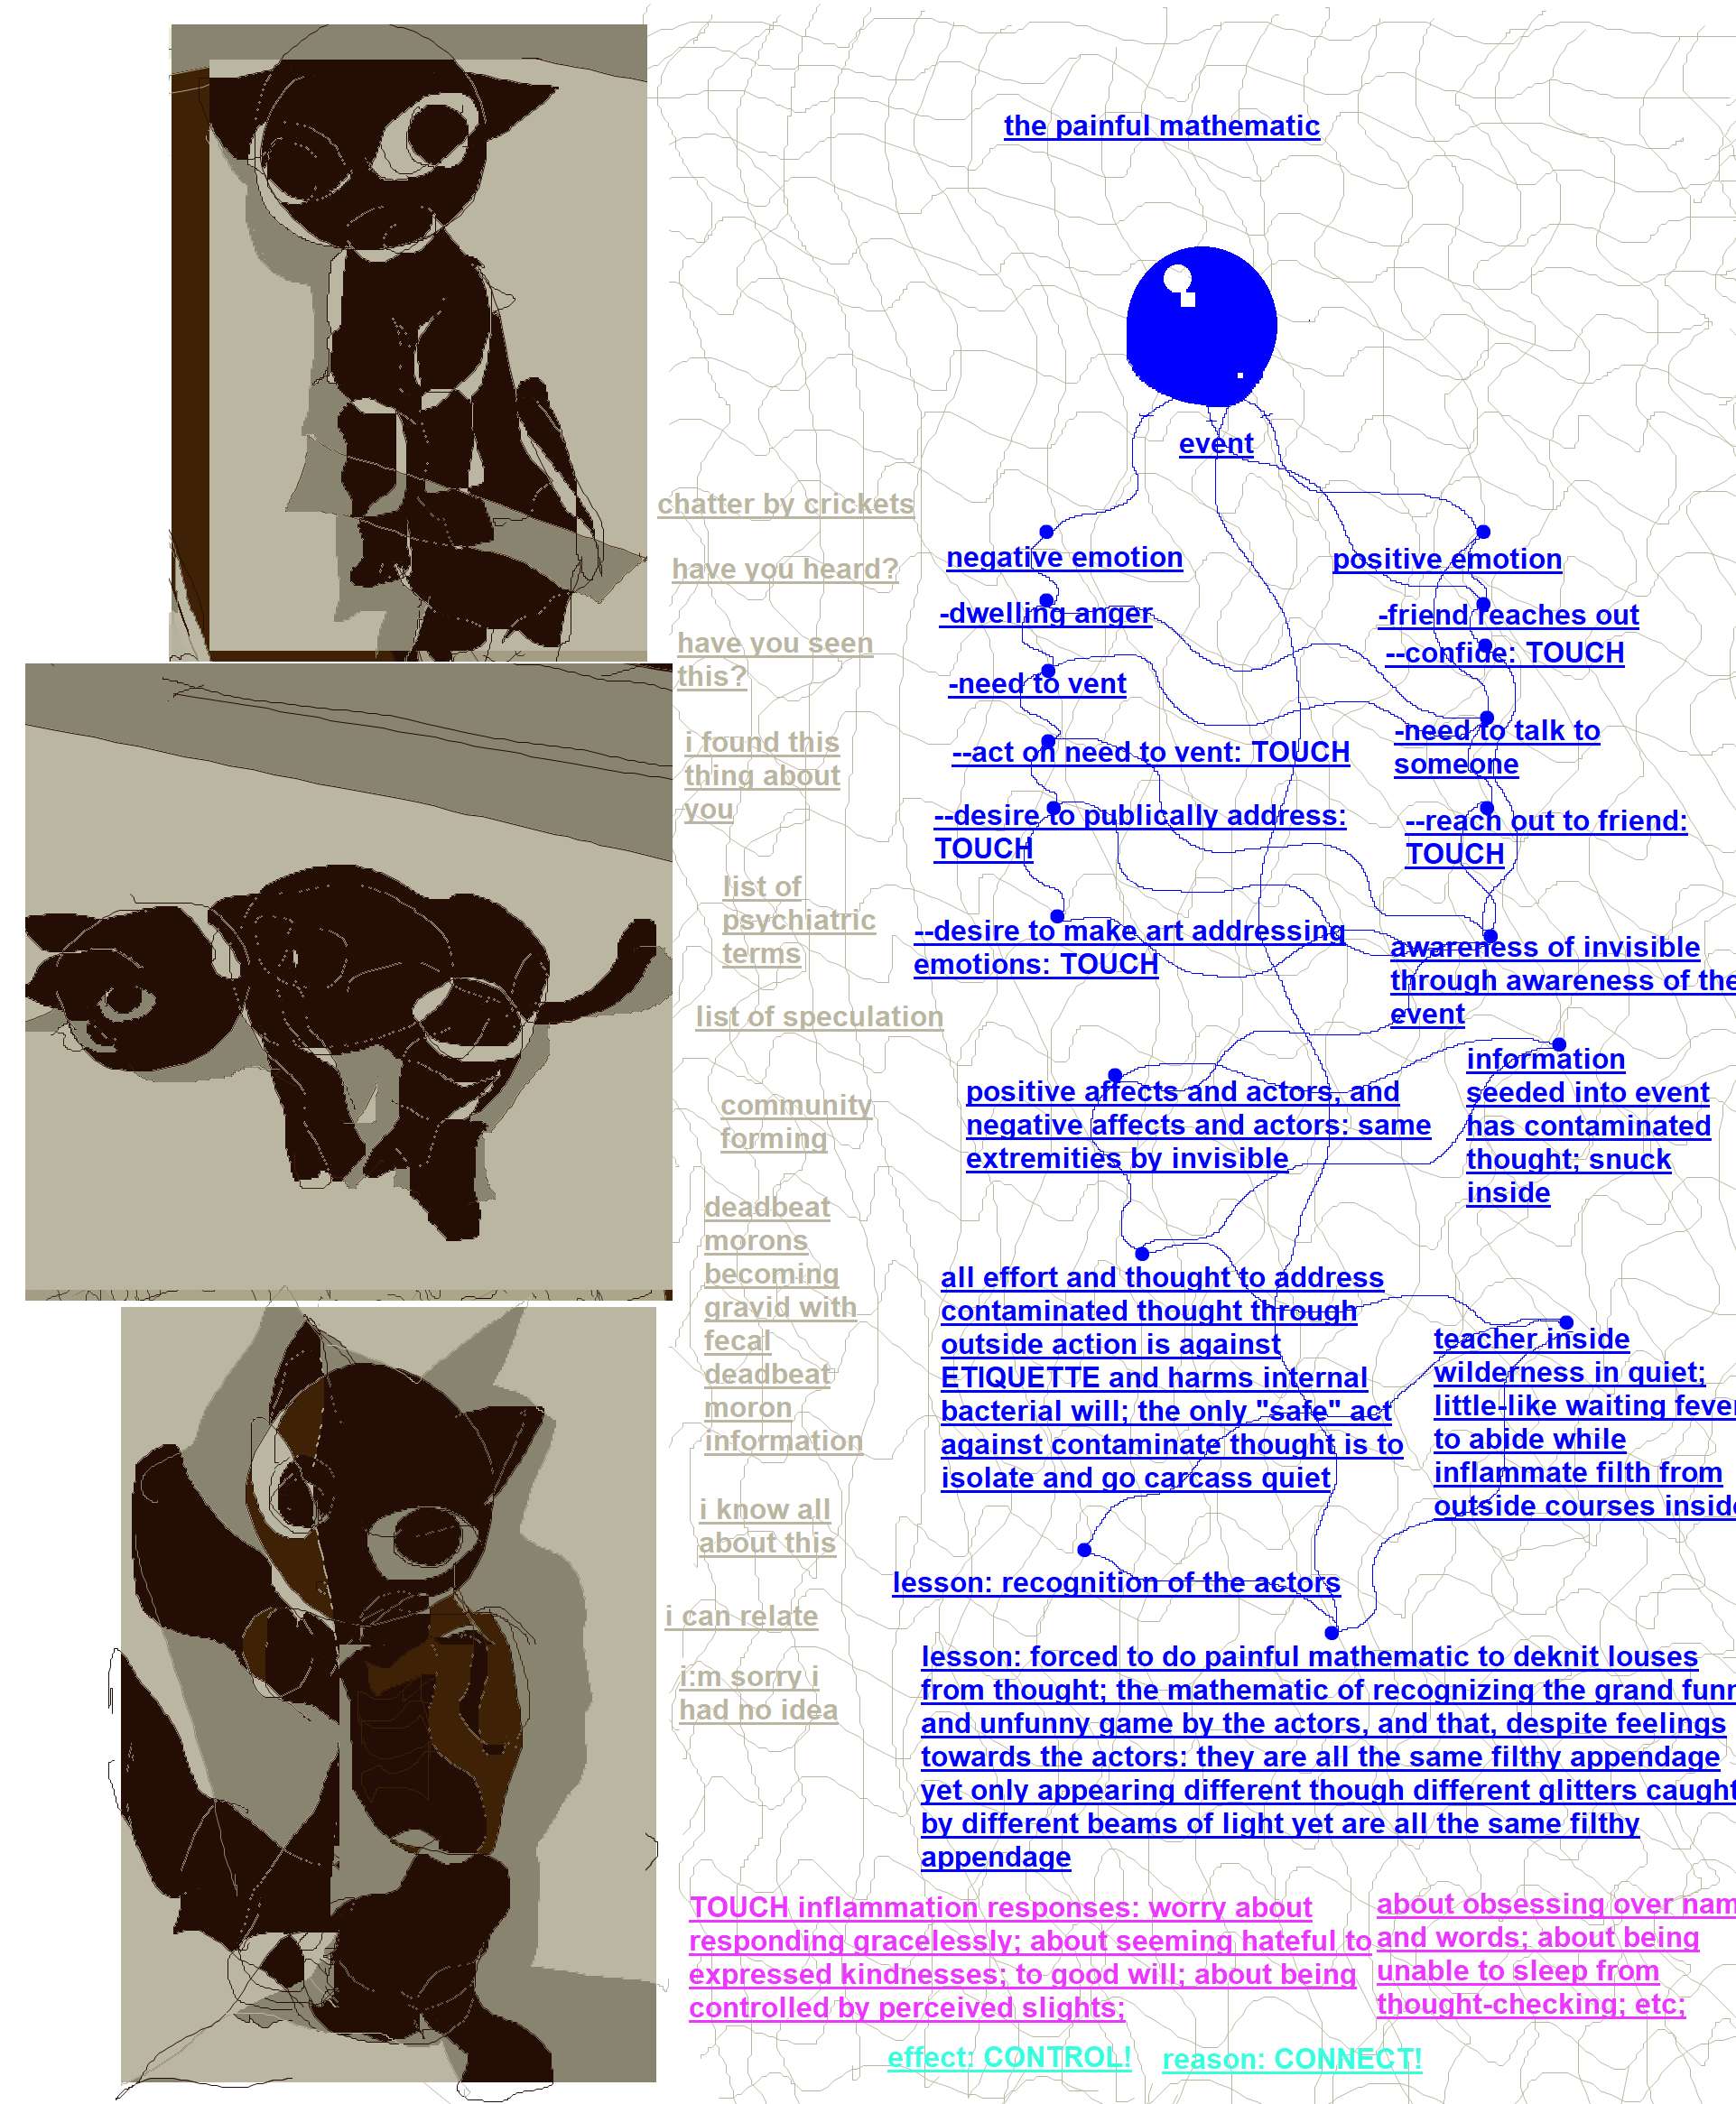 the painful mathematic
event
chatter by crickets
have you heard?
have you seen
this?
i found this
thing about
you
list of
psychiatric
terms
list of speculation
community
forming
deadbeat
morons
becoming
gravid with
fecal
deadbeat
moron
information
i know all
about this
i can relate
i:m sorry i
had no idea
negative emotion
-dwelling anger
-need to vent
--act on need to vent: TOUCH
--desire to publically address:
TOUCH
--desire to make art addressing
emotions: TOUCH
positive emotion
-friend reaches out
--confide: TOUCH
-need to talk to
someone
--reach out to friend:
TOUCH
awareness of invisible
through awareness of the
event
positive affects and actors, and
negative affects and actors: same
extremities by invisible
information
seeded into event
has contaminated
thought; snuck
inside
all effort and thought to address
contaminated thought through
outside action is against
ETIQUETTE and harms internal
bacterial will; the only "safe" act
against contaminate thought is to
isolate and go carcass quiet
teacher inside
wilderness in quiet;
little-like waiting fever
to abide while
inflammate filth from
outside courses inside
lesson: recognition of the actors
lesson: forced to do painful mathematic to deknit louses
from thought; the mathematic of recognizing the grand
and unfunny game by the actors, and that, despite feelings
towards the actors: they are all the same filthy appendage
yet only appearing different though different glitters caught
by different beams of light yet are all the same filthy
appendage
TOUCH inflammation responses: worry about
responding gracelessly; about seeming hateful to
expressed kindnesses; to good will; about being
controlled by perceived slights;
about obsessing over
and words; about being
unable to sleep from
thought-checking; etc;
effect: CONTROL!
reason: CONNECT!